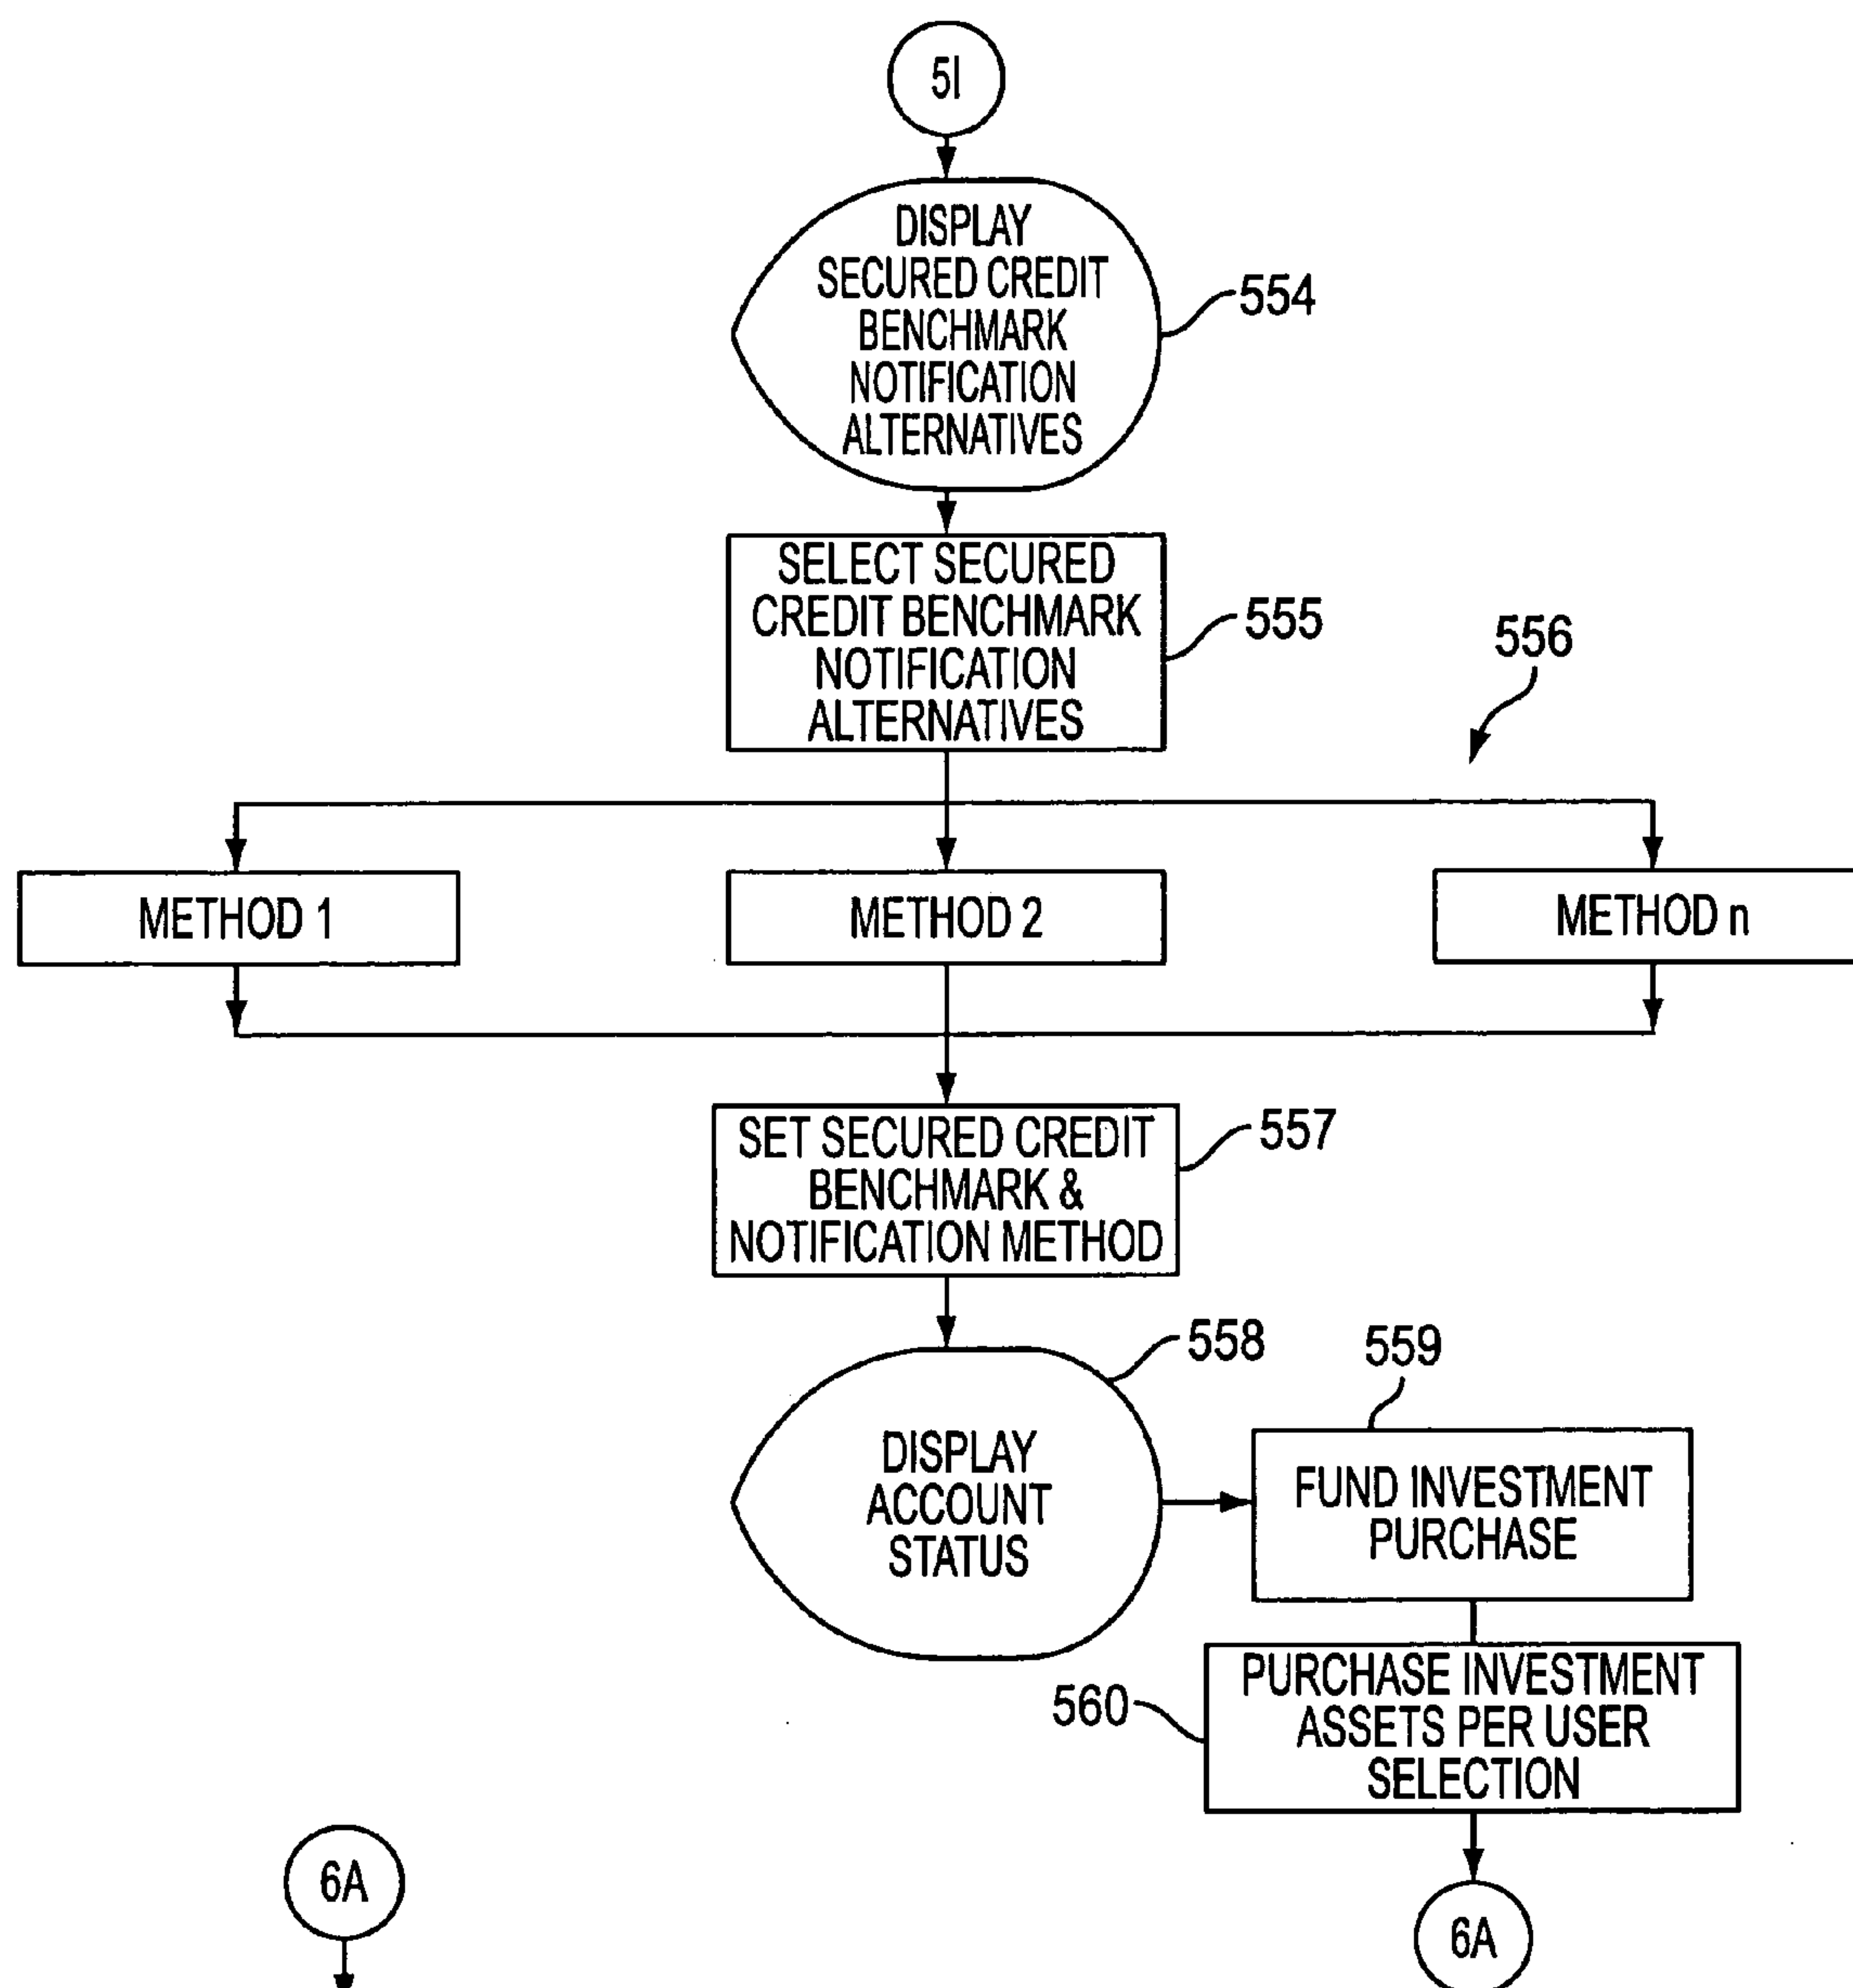 5I
DISPLAY
SECURED CREDIT
BENCHMARK
NOTIFICATION
ALTERNATIVES
554
SELECT SECURED
CREDIT BENCHMARK
NOTIFICATION
ALTERNATIVES
555
556
METHOD 1
METHOD 2
METHOD n
SET SECURED CREDIT
BENCHMARK &
NOTIFICATION METHOD
557
558
DISPLAY
ACCOUNT
STATUS
559
FUND INVESTMENT
PURCHASE
560
PURCHASE INVESTMENT
ASSETS PER USER
SELECTION
6A
6A